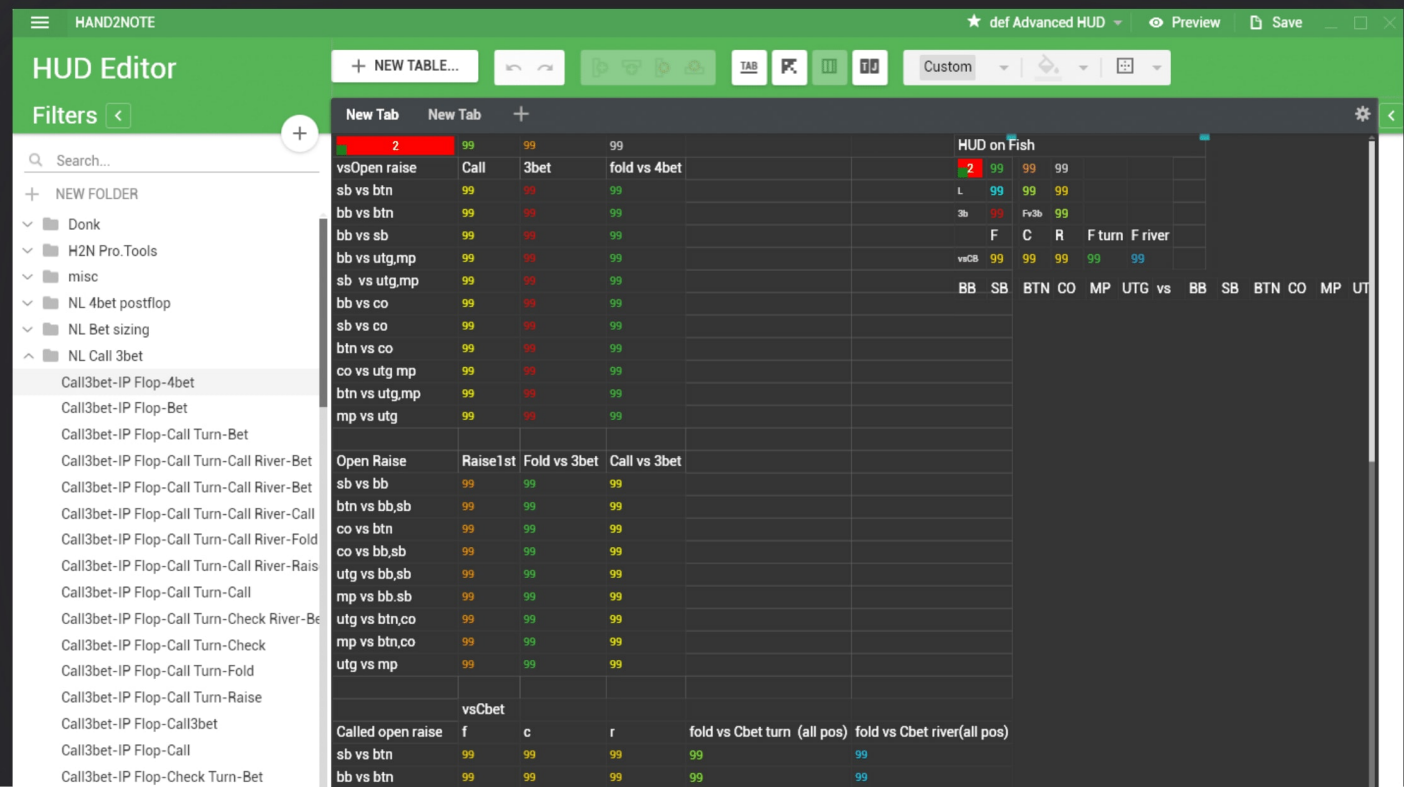 HAND2NOTE
def Advanced HUD
Preview
Save
HUD Editor
+ NEW TABLE...
TAB
Custom
Filters
New Tab
New Tab
Search...
NEW FOLDER
Donk
H2N Pro.Tools
misc
NL 4bet postflop
NL Bet sizing
NL Call 3bet
Call3bet-IP Flop-4bet
Call3bet-IP Flop-Bet
Call3bet-IP Flop-Call Turn-Bet
Call3bet-IP Flop-Call Turn-Call River-Bet
Call3bet-IP Flop-Call Turn-Call River-Bet
Call3bet-IP Flop-Call Turn-Call River-Call
Call3bet-IP Flop-Call Turn-Call River-Fold
Call3bet-IP Flop-Call Turn-Call River-Rais
Call3bet-IP Flop-Call Turn-Call
Call3bet-IP Flop-Call Turn-Check River-Be
Call3bet-IP Flop-Call Turn-Check
Call3bet-IP Flop-Call Turn-Fold
Call3bet-IP Flop-Call Turn-Raise
Call3bet-IP Flop-Call3bet
Call3bet-IP Flop-Call
Call3bet-IP Flop-Check Turn-Bet
2 99 99 99
vsOpen raise Call 3bet fold vs 4bet
sb vs btn 99 99 99
bb vs btn 99 99 99
bb vs sb 99 99 99
bb vs utg,mp 99 99 99
sb vs utg,mp 99 99 99
bb vs co 99 99 99
sb vs co 99 99 99
btn vs co 99 99 99
co vs utg mp 99 99 99
btn vs utg,mp 99 99 99
mp vs utg 99 99 99
Open Raise Raise1st Fold vs 3bet Call vs 3bet
sb vs bb 99 99 99
btn vs bb,sb 99 99 99
co vs btn 99 99 99
co vs bb,sb 99 99 99
utg vs bb,sb 99 99 99
mp vs bb.sb 99 99 99
utg vs btn,co 99 99 99
mp vs btn,co 99 99 99
utg vs mp 99 99 99
vsCbet
Called open raise f c r fold vs Cbet turn (all pos) fold vs Cbet river(all pos)
sb vs btn 99 99 99 99 99
bb vs btn 99 99 99 99 99
HUD on Fish
2 99 99 99
L 99 99 99
3b 99 Fv3b 99
F C R F turn F river
vsCB 99 99 99 99 99
BB SB BTN CO MP UTG vs BB SB BTN CO MP UT